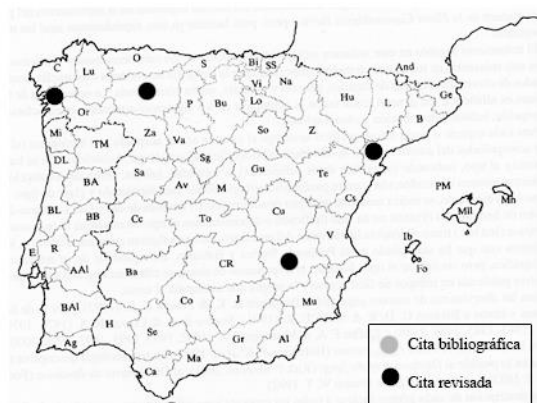 C
Lu
O
S
Bi
SS
Vi
Na
Lo
And
Hu
L
Ge
B
Or
P
Bu
Mi
TM
Za
Va
So
Z
DL
Sa
Sg
Gu
Te
BA
Av
M
Cs
PM
Mn
Mll
BL
BB
Cc
To
Cu
V
Ib
Fo
E
R
AAl
Ba
CR
A
BAl
Co
J
Mu
Ag
H
Se
Gr
Al
Ma
Ca
Cita bibliográfica
Cita revisada